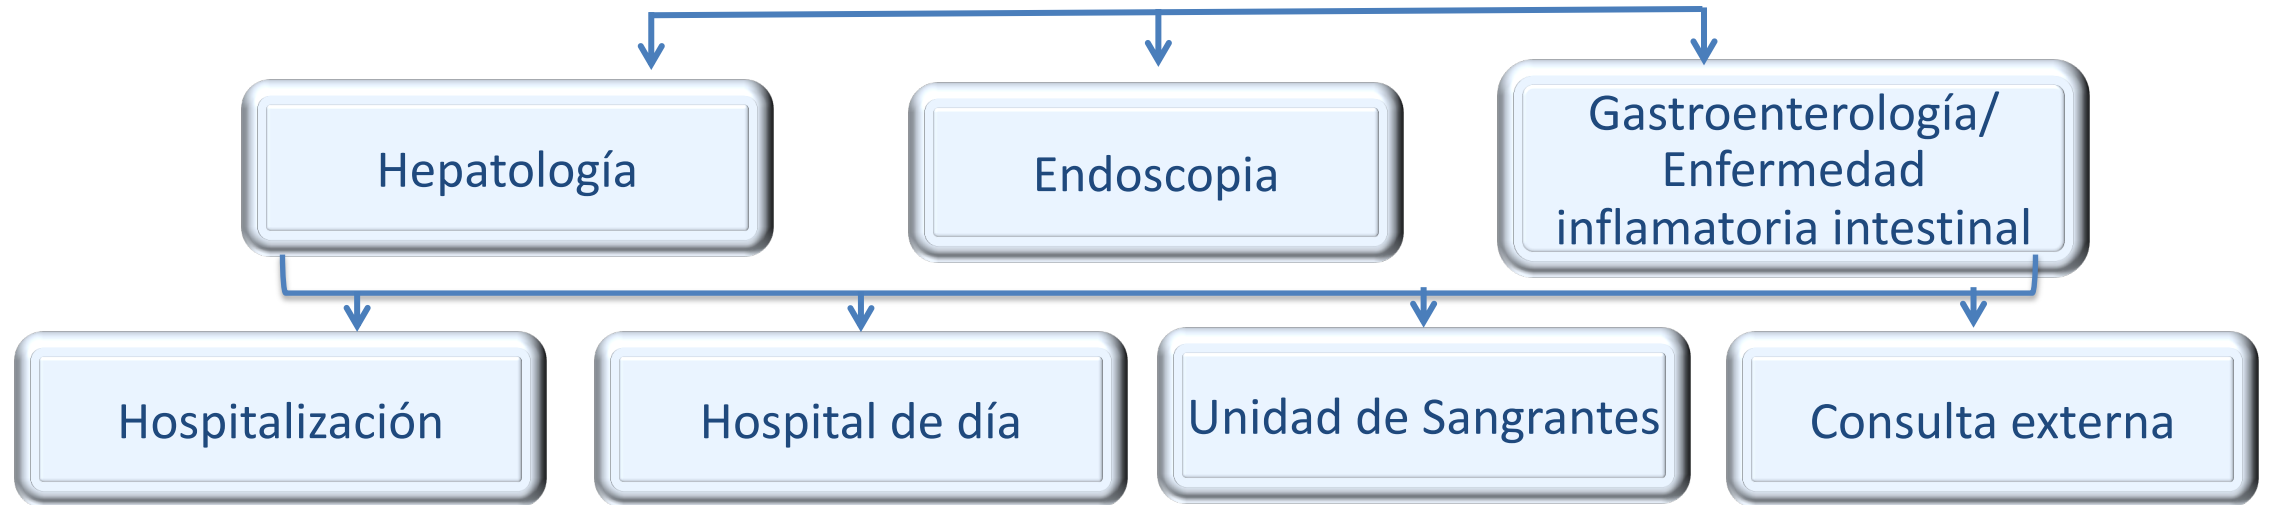 Hepatología
Endoscopia
Gastroenterología/
Enfermedad
inflamatoria intestinal
Hospitalización
Hospital de día
Unidad de Sangrantes
Consulta externa